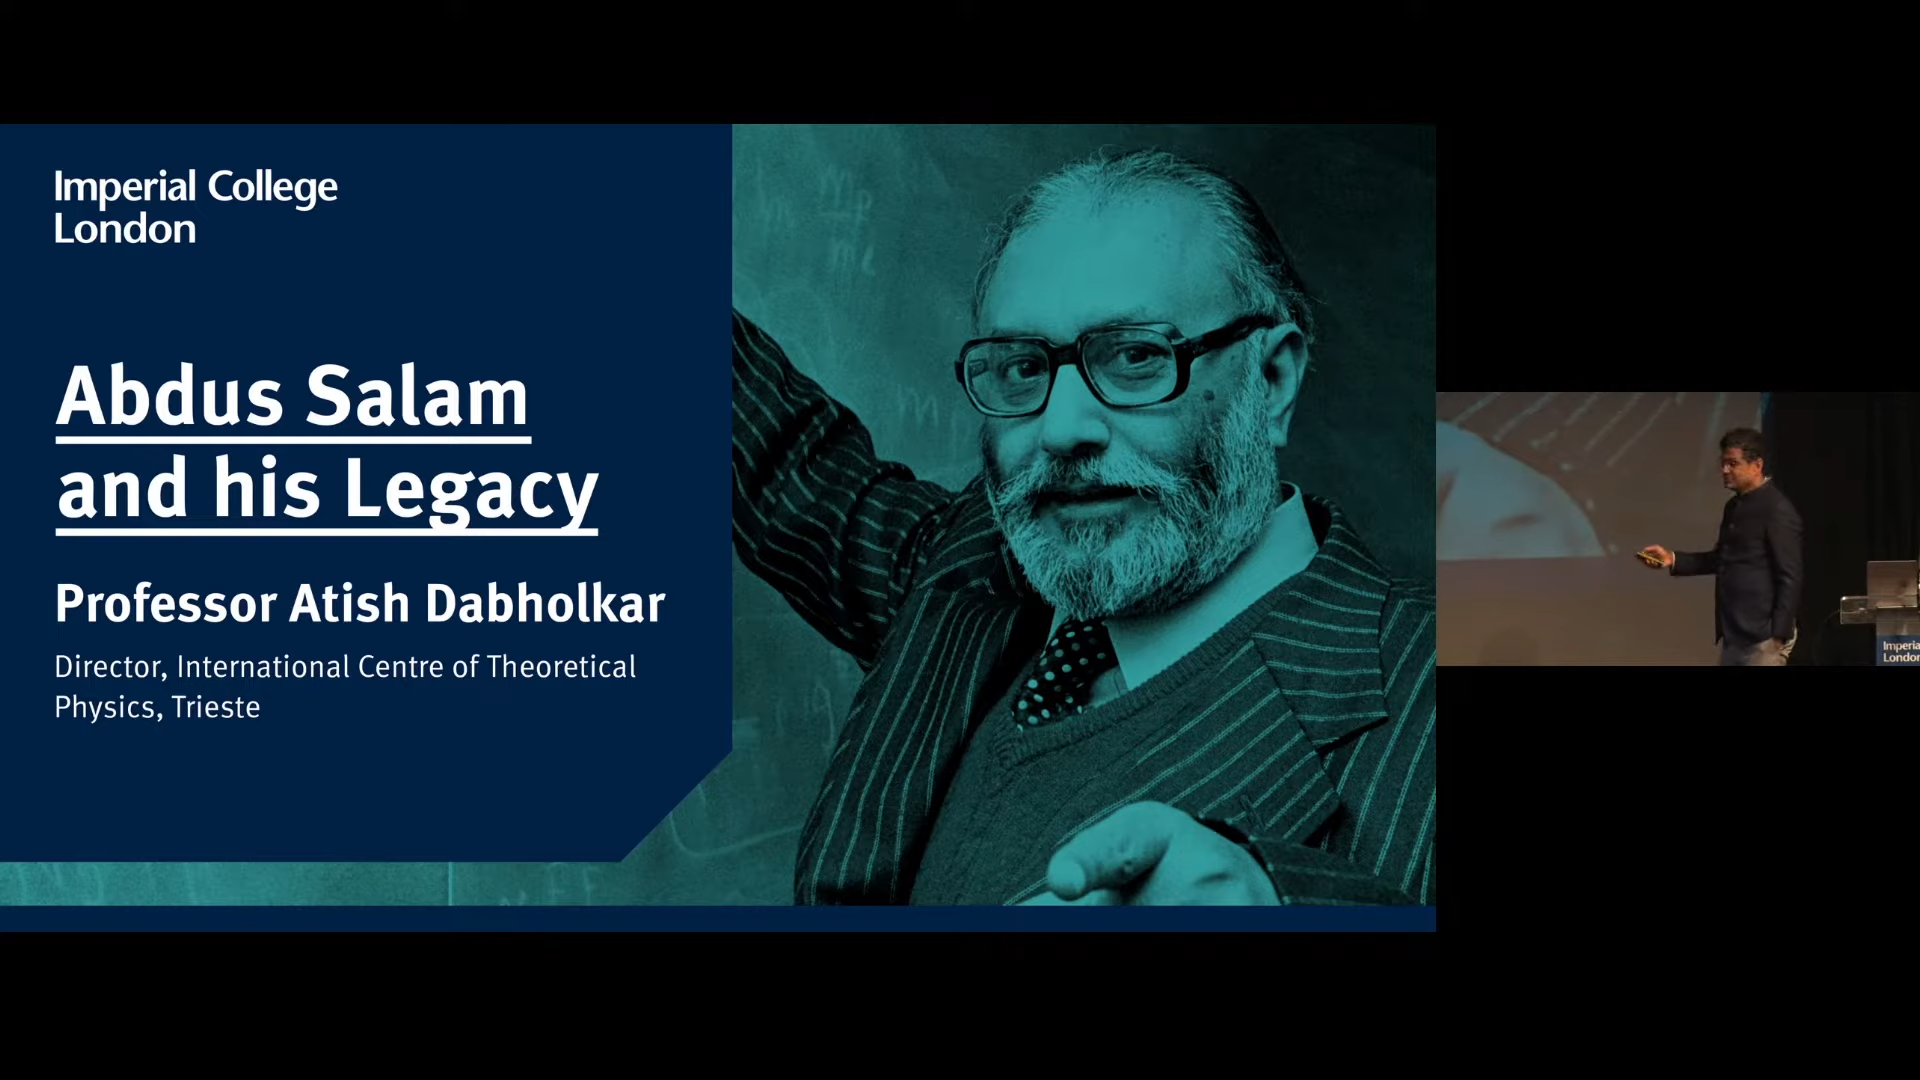 Imperial College
London
Abdus Salam
and his Legacy
Professor Atish Dabholkar
Director, International Centre of Theoretical
Physics, Trieste